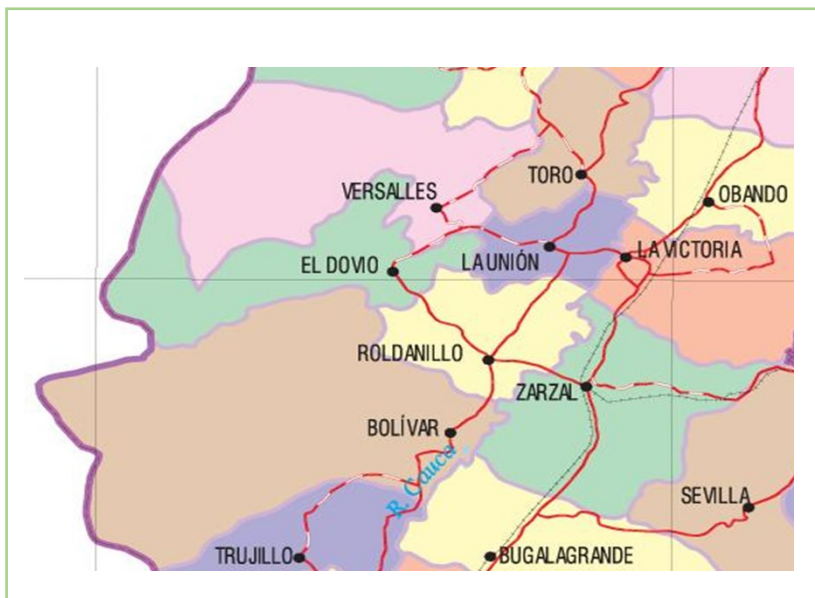 TORO
VERSALLES
OBANDO
LA UNIÓN
LA VICTORIA
EL DOVIO
ROLDANILLO
ZARZAL
BOLÍVAR
R. Cauca
SEVILLA
TRUJILLO
BUGALAGRANDE